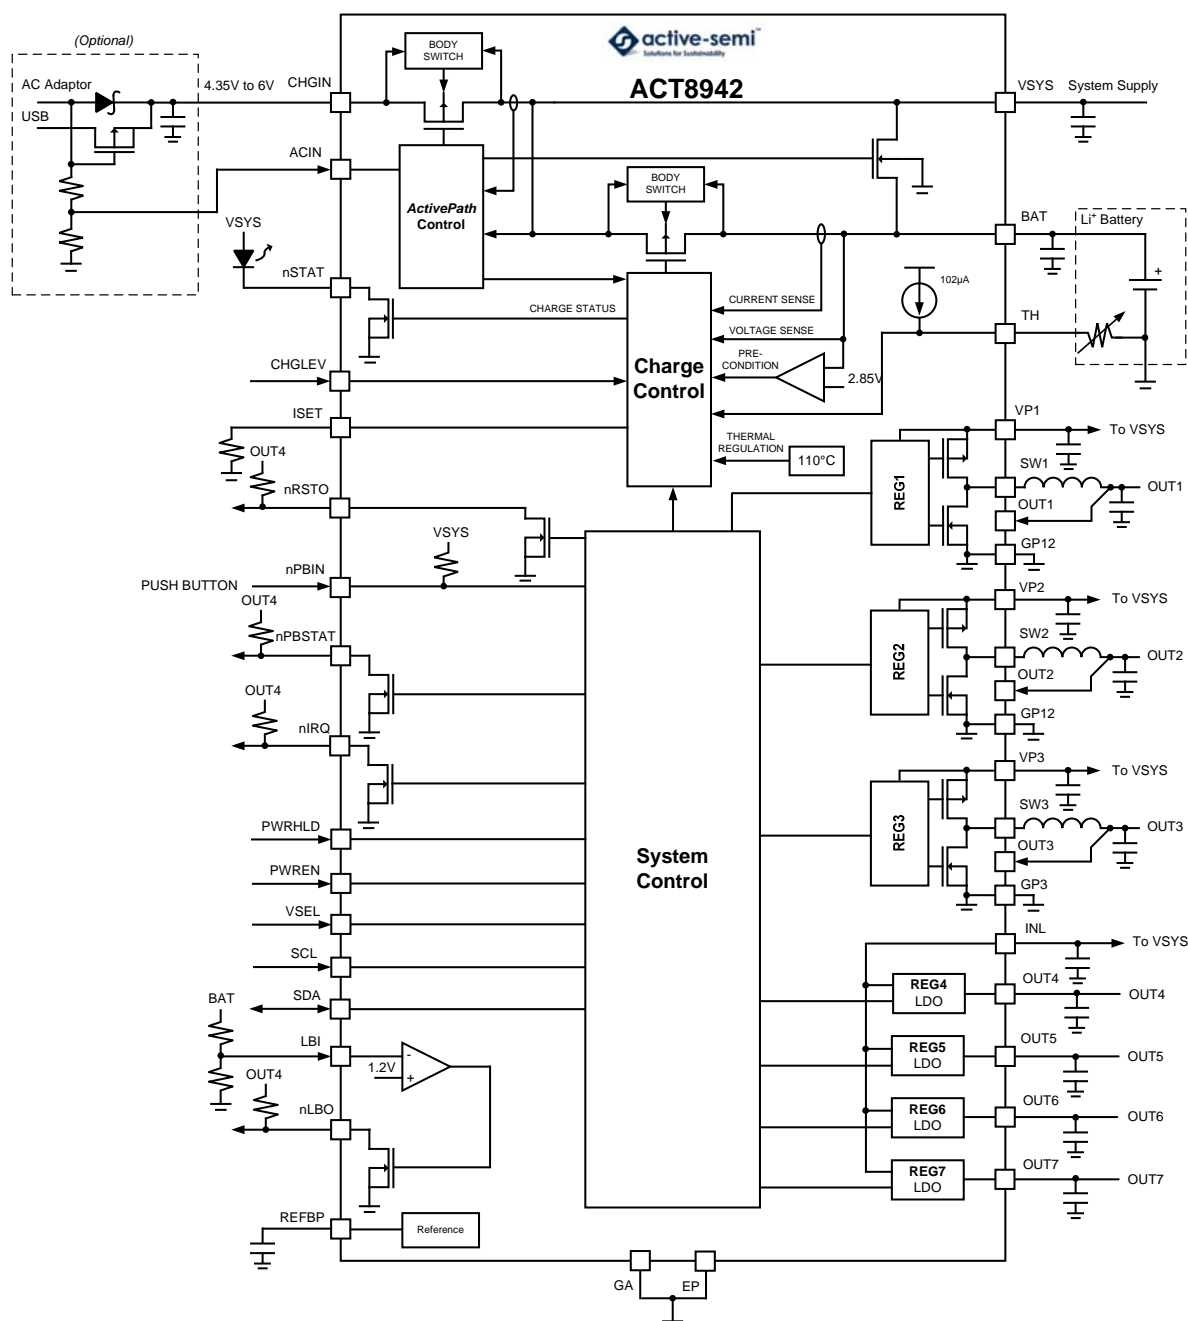 active-semi™
Solutions for Sustainability
ACT8942
(Optional)
AC Adaptor
USB
4.35V to 6V
CHGIN
BODY
SWITCH
VSYS
System Supply
ACIN
ActivePath
Control
BODY
SWITCH
BAT
Li+ Battery
+
VSYS
nSTAT
CHARGE STATUS
CURRENT SENSE
102µA
VOLTAGE SENSE
TH
PRE-
CONDITION
2.85V
Charge
Control
CHGLEV
ISET
THERMAL
REGULATION
110°C
OUT4
nRSTO
VP1
To VSYS
REG1
SW1
OUT1
OUT1
GP12
VSYS
nPBIN
PUSH BUTTON
OUT4
nPBSTAT
VP2
To VSYS
REG2
SW2
OUT2
OUT2
GP12
OUT4
nIRQ
VP3
To VSYS
REG3
SW3
OUT3
OUT3
GP3
PWRHLD
System
Control
PWREN
VSEL
SCL
SDA
INL
To VSYS
REG4
LDO
OUT4
OUT4
BAT
LBI
1.2V
-
+
REG5
LDO
OUT5
OUT5
OUT4
nLBO
REG6
LDO
OUT6
OUT6
REG7
LDO
OUT7
OUT7
REFBP
Reference
GA
EP